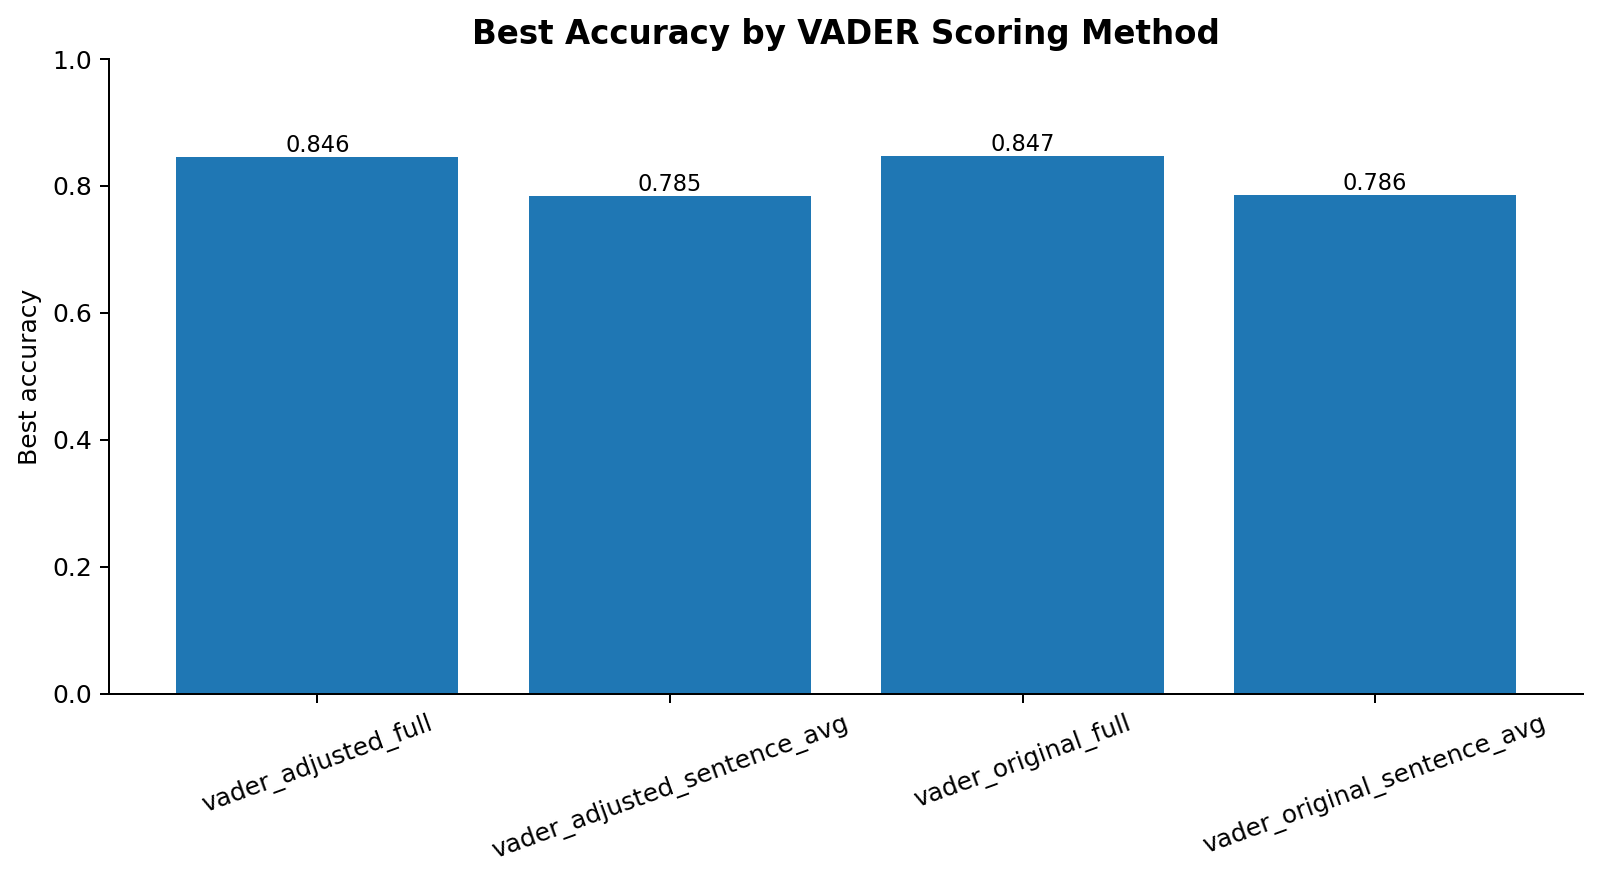 Best Accuracy by VADER Scoring Method
Best accuracy
1.0
0.8
0.6
0.4
0.2
0.0
0.846
0.785
0.847
0.786
vader_adjusted_full
vader_adjusted_sentence_avg
vader_original_full
vader_original_sentence_avg